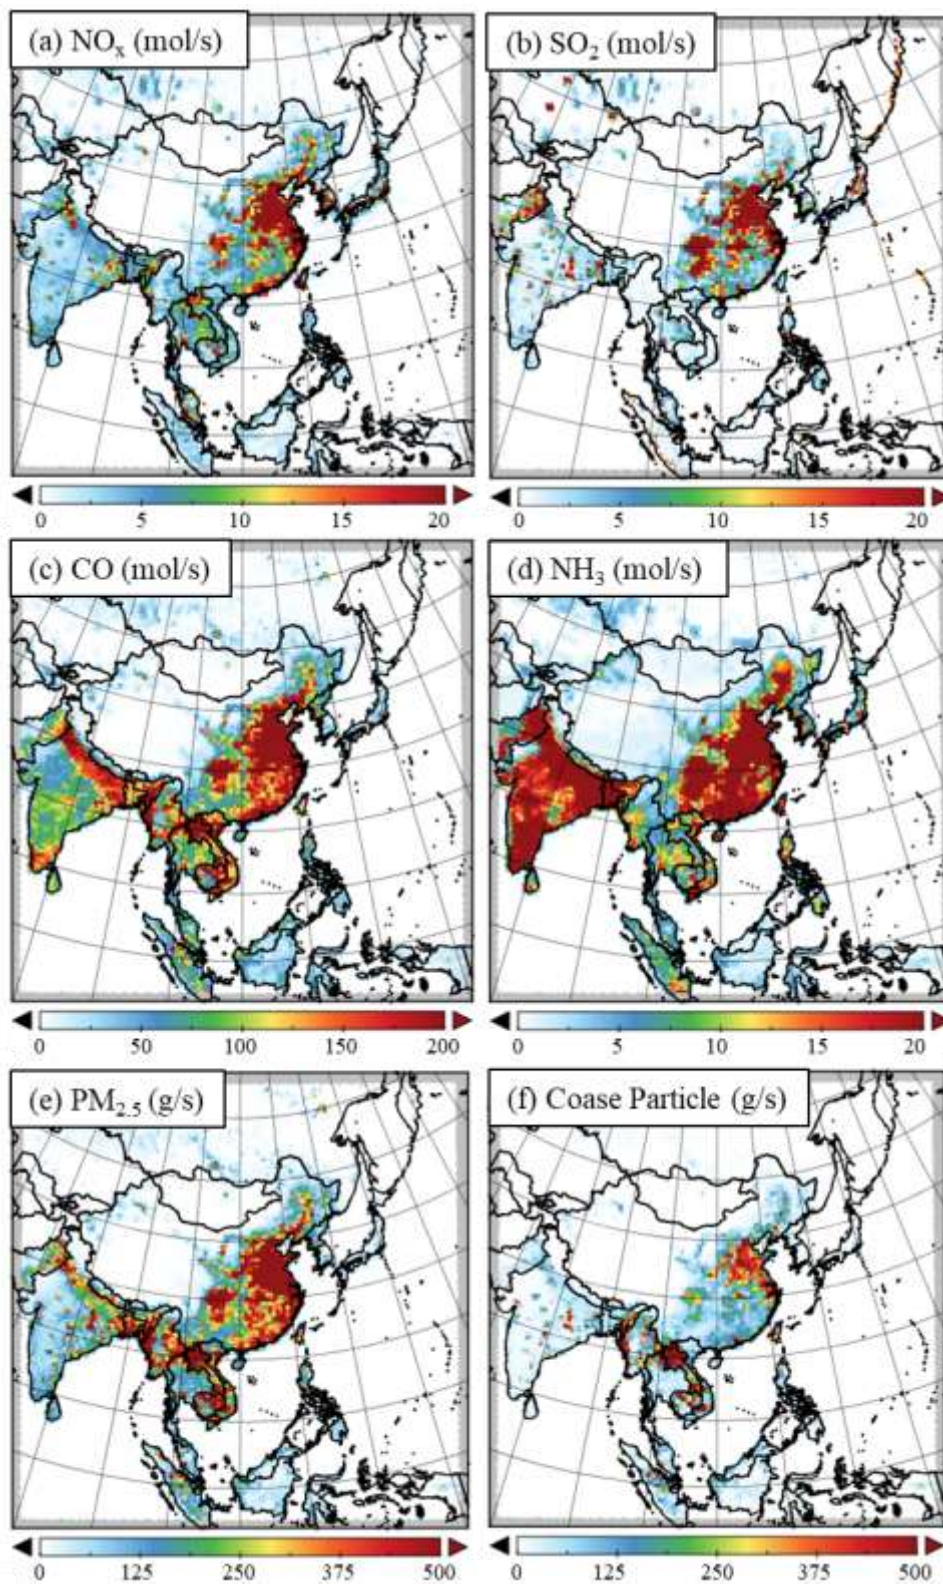 (a) NOx (mol/s)
(b) SO2 (mol/s)
0 5 10 15 20
0 5 10 15 20
(c) CO (mol/s)
(d) NH3 (mol/s)
0 50 100 150 200
0 5 10 15 20
(e) PM2.5 (g/s)
(f) Coase Particle (g/s)
0 125 250 375 500
0 125 250 375 500